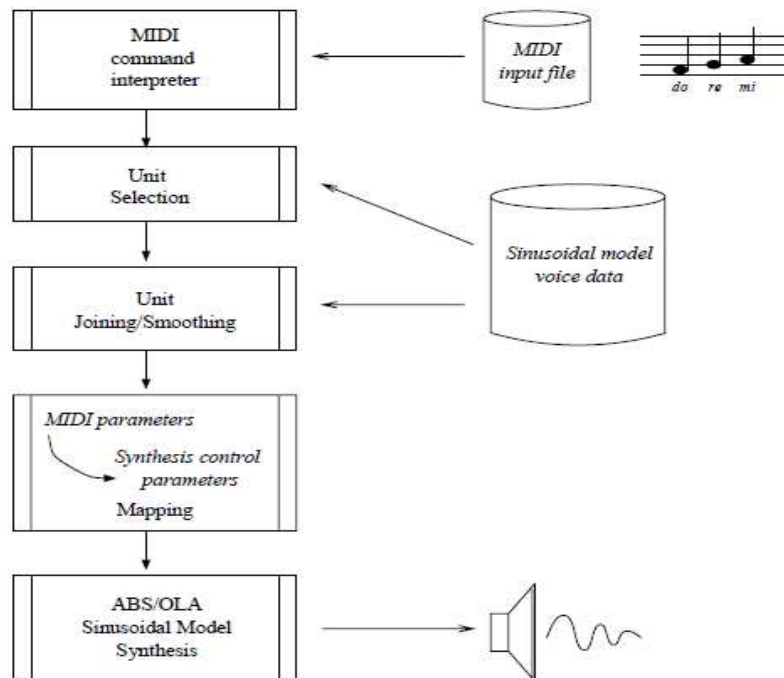 MIDI
command
interpreter
MIDI
input file
do re mi
Unit
Selection
Sinusoidal model
voice data
Unit
Joining/Smoothing
MIDI parameters
Synthesis control
parameters
Mapping
ABS/OLA
Sinusoidal Model
Synthesis